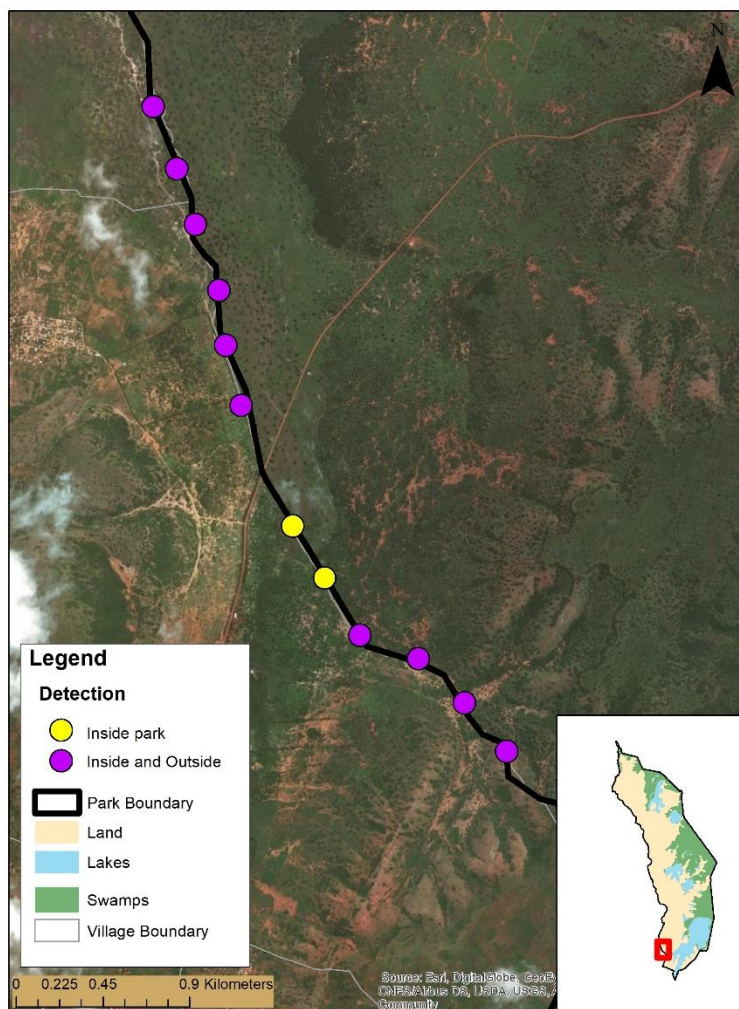 N
Legend
Detection
Inside park
Inside and Outside
Park Boundary
Land
Lakes
Swamps
Village Boundary
0 0.225 0.45 0.9 Kilometers
Source: Esri, DigitalGlobe,
CNES/Airbus DS, USDA, USGS,
Community